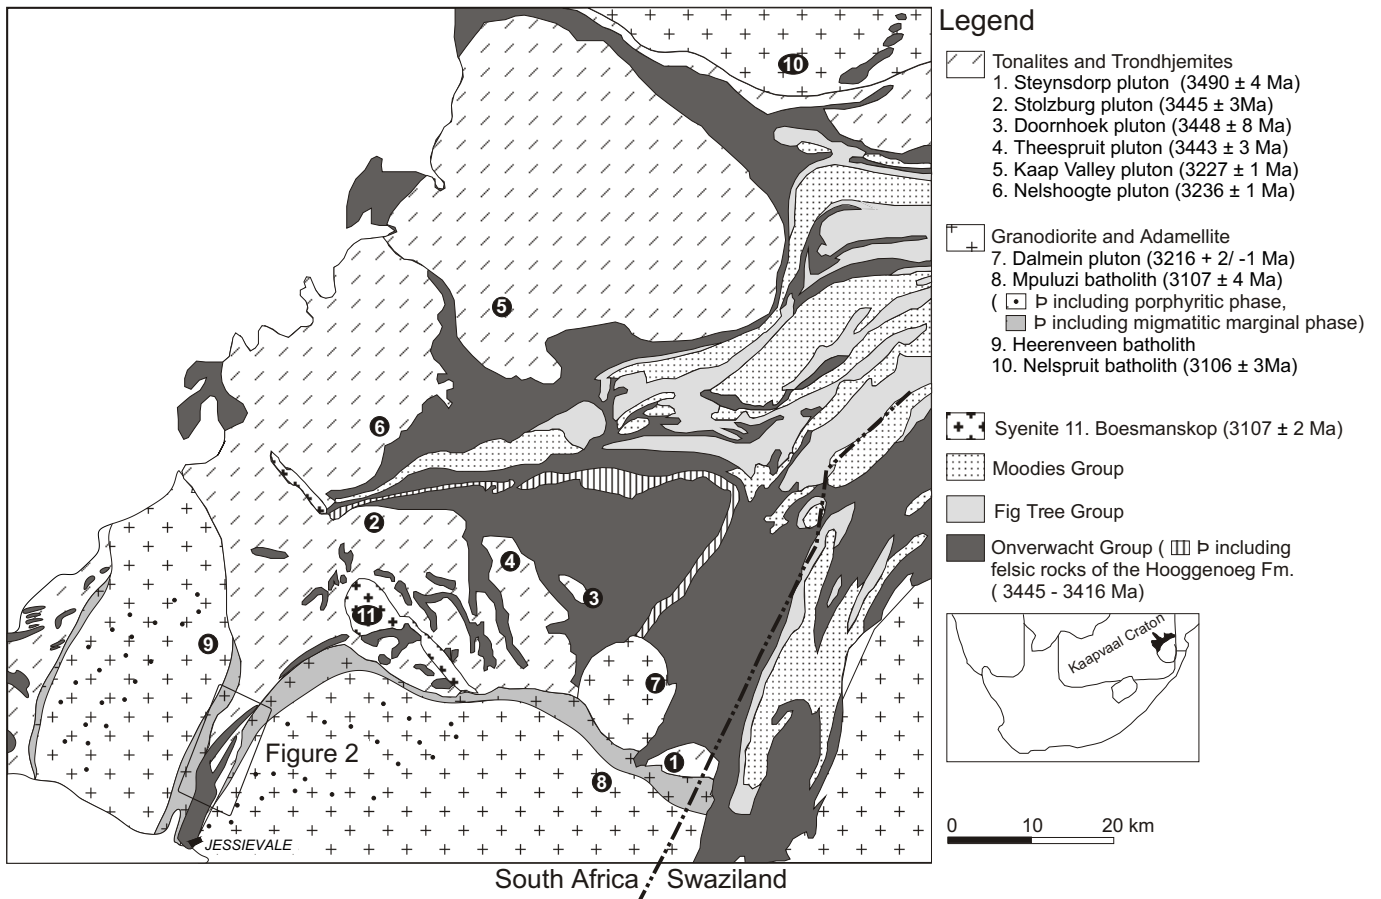 Legend
Tonalites and Trondhjemites
1. Steynsdorp pluton (3490 ± 4 Ma)
2. Stolzburg pluton (3445 ± 3Ma)
3. Doornhoek pluton (3448 ± 8 Ma)
4. Theespruit pluton (3443 ± 3 Ma)
5. Kaap Valley pluton (3227 ± 1 Ma)
6. Nelshoogte pluton (3236 ± 1 Ma)
Granodiorite and Adamellite
7. Dalmein pluton (3216 + 2/ -1 Ma)
8. Mpuluzi batholith (3107 ± 4 Ma)
( Þ including porphyritic phase,
Þ including migmatitic marginal phase)
9. Heerenveen batholith
10. Nelspruit batholith (3106 ± 3Ma)
Syenite 11. Boesmanskop (3107 ± 2 Ma)
Moodies Group
Fig Tree Group
Onverwacht Group ( Þ including
felsic rocks of the Hooggenoeg Fm.
( 3445 - 3416 Ma)
Kaapvaal Craton
0 10 20 km
10
5
6
2
4
3
11
9
7
Figure 2
1
8
JESSIEVALE
South Africa Swaziland